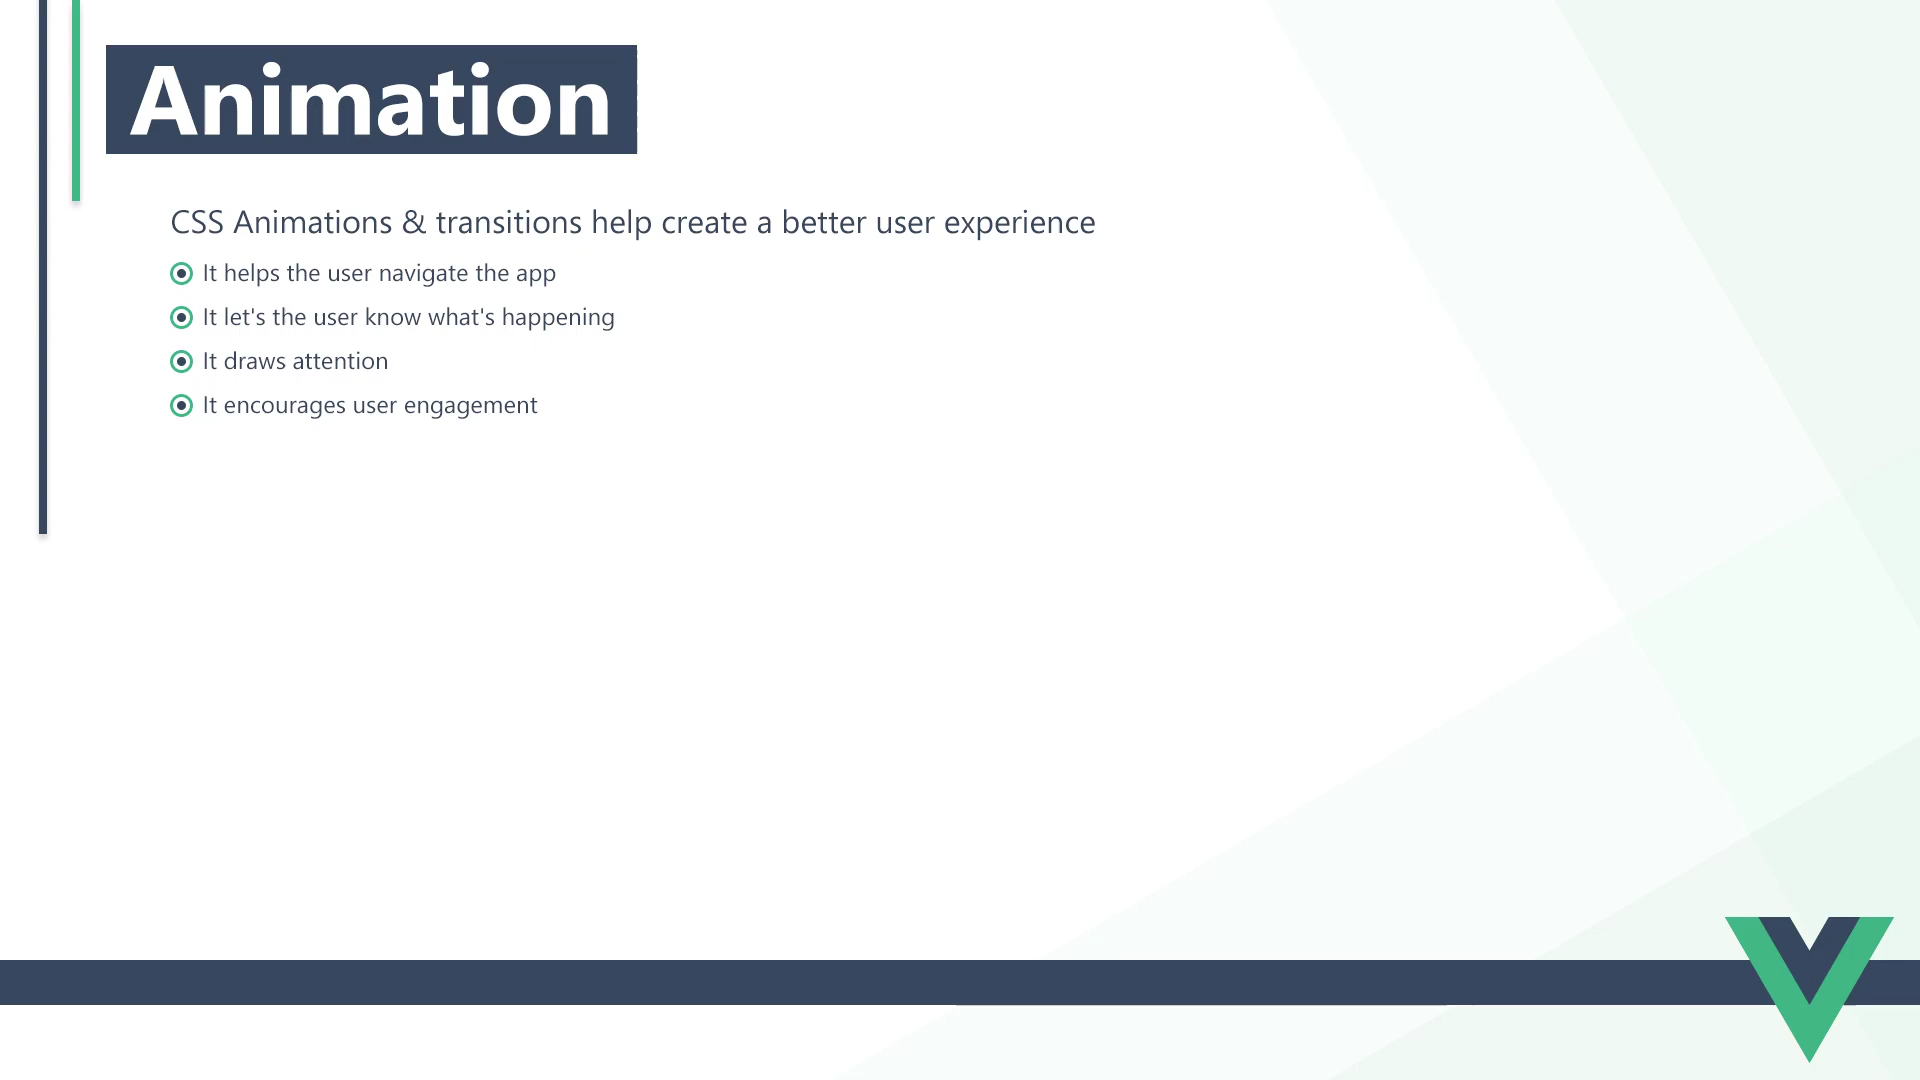 Animation
CSS Animations & transitions help create a better user experience
It helps the user navigate the app
It let's the user know what's happening
It draws attention
It encourages user engagement